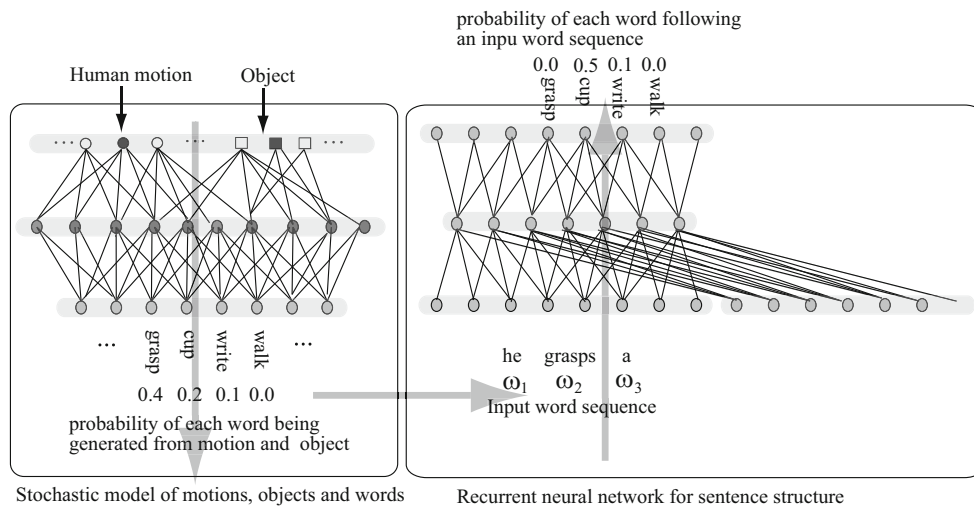 Human motion
Object
...
...
...
...
grasp
cup
write
walk
...
0.4 0.2 0.1 0.0
probability of each word being
generated from motion and object
Stochastic model of motions, objects and words
probability of each word following
an inpu word sequence
0.0 0.5 0.1 0.0
grasp
cup
write
walk
he grasps a
ω1 ω2 ω3
Input word sequence
Recurrent neural network for sentence structure